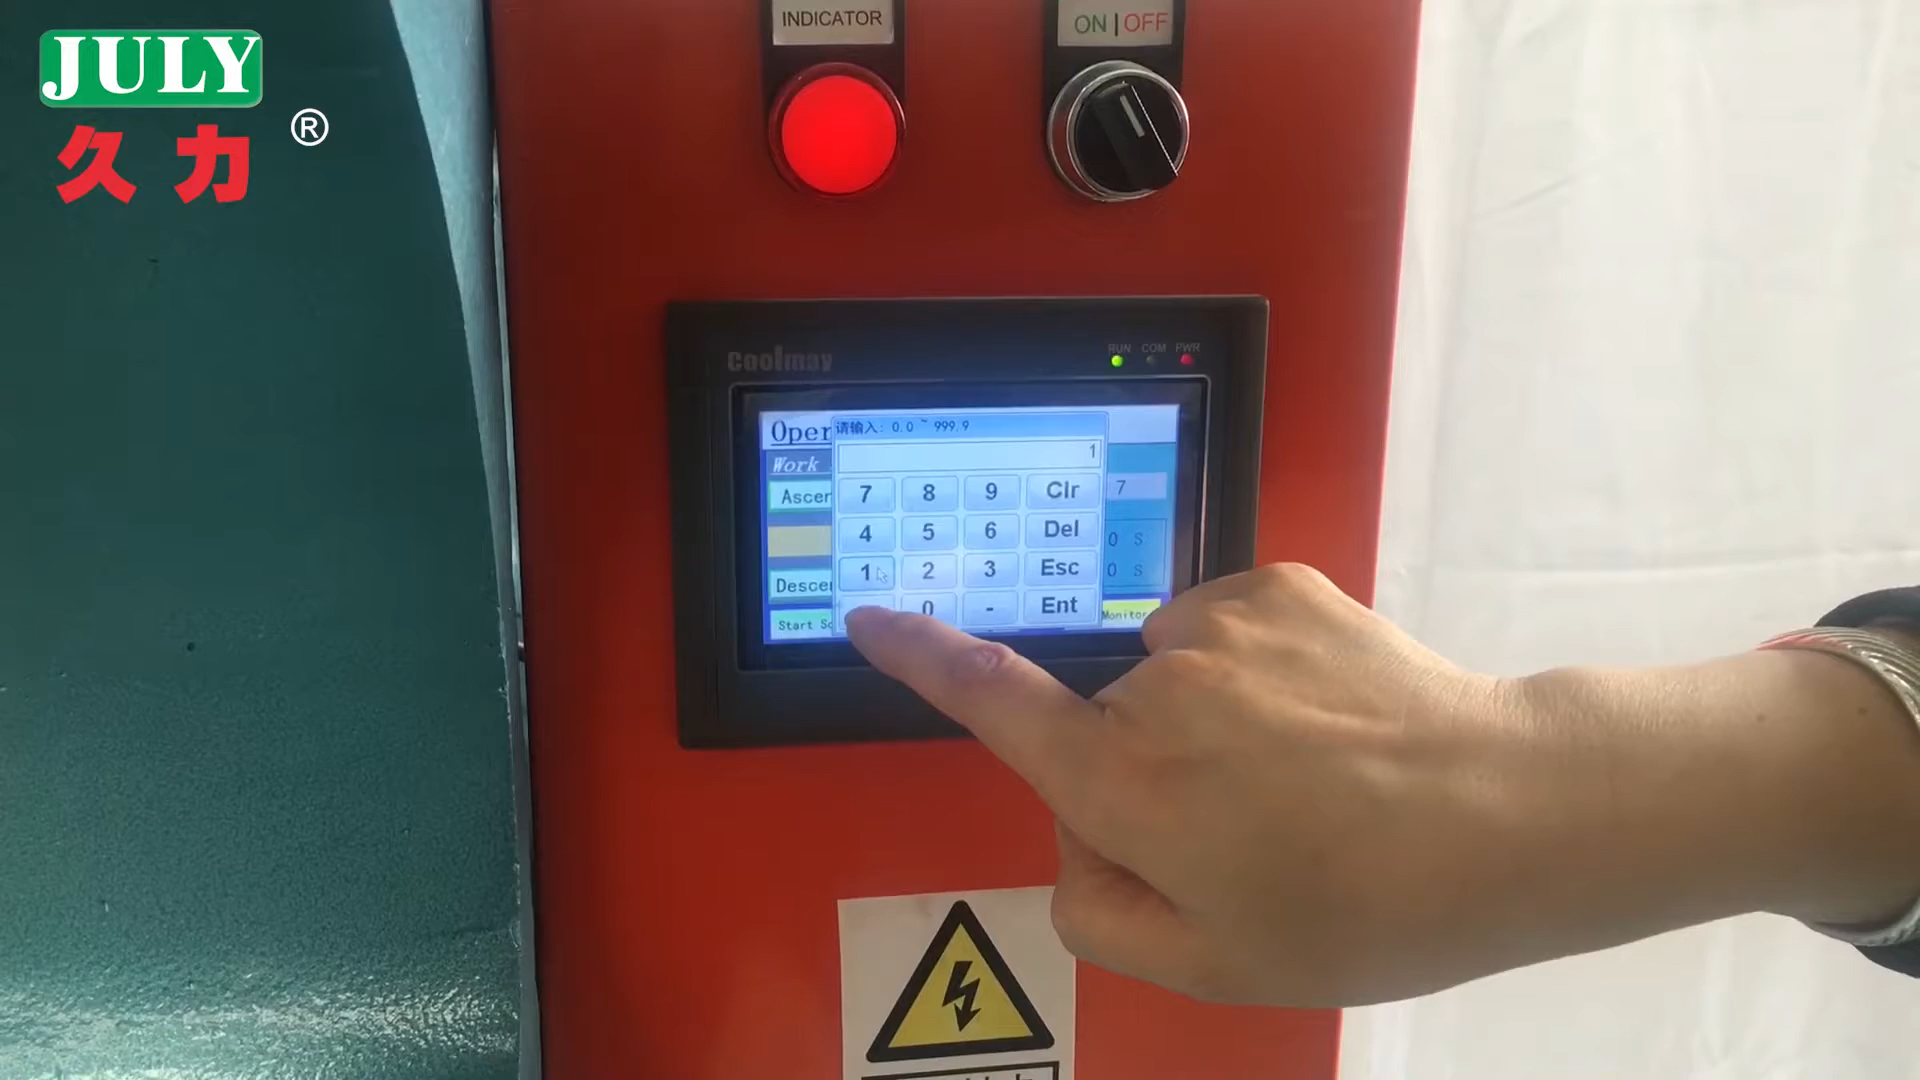 JULY
久力
®
INDICATOR
ON|OFF
Coolmay
RUN COM PWR
Oper
请输入: 0.0 ~ 999.9
1
Work
Ascer
7 8 9 Clr
7
4 5 6 Del
0 S
1 2 3 Esc
0 S
Descer
0 - Ent
Start Sc
Monitor